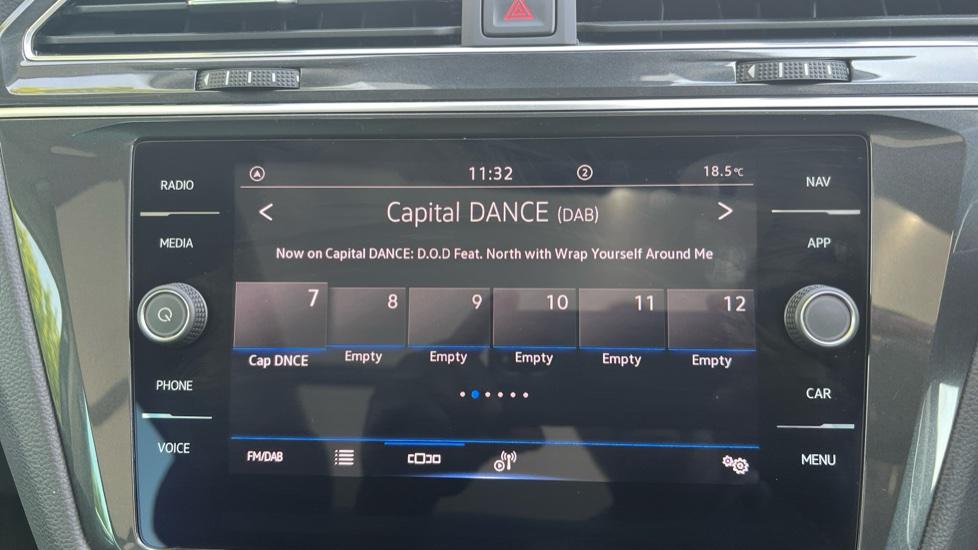 11:32 2 18.5°C
RADIO
NAV
< Capital DANCE (DAB) >
MEDIA
APP
Now on Capital DANCE: D.O.D Feat. North with Wrap Yourself Around Me
7 8 9 10 11 12
Cap DNCE Empty Empty Empty Empty Empty
PHONE
CAR
VOICE
FM/DAB
MENU